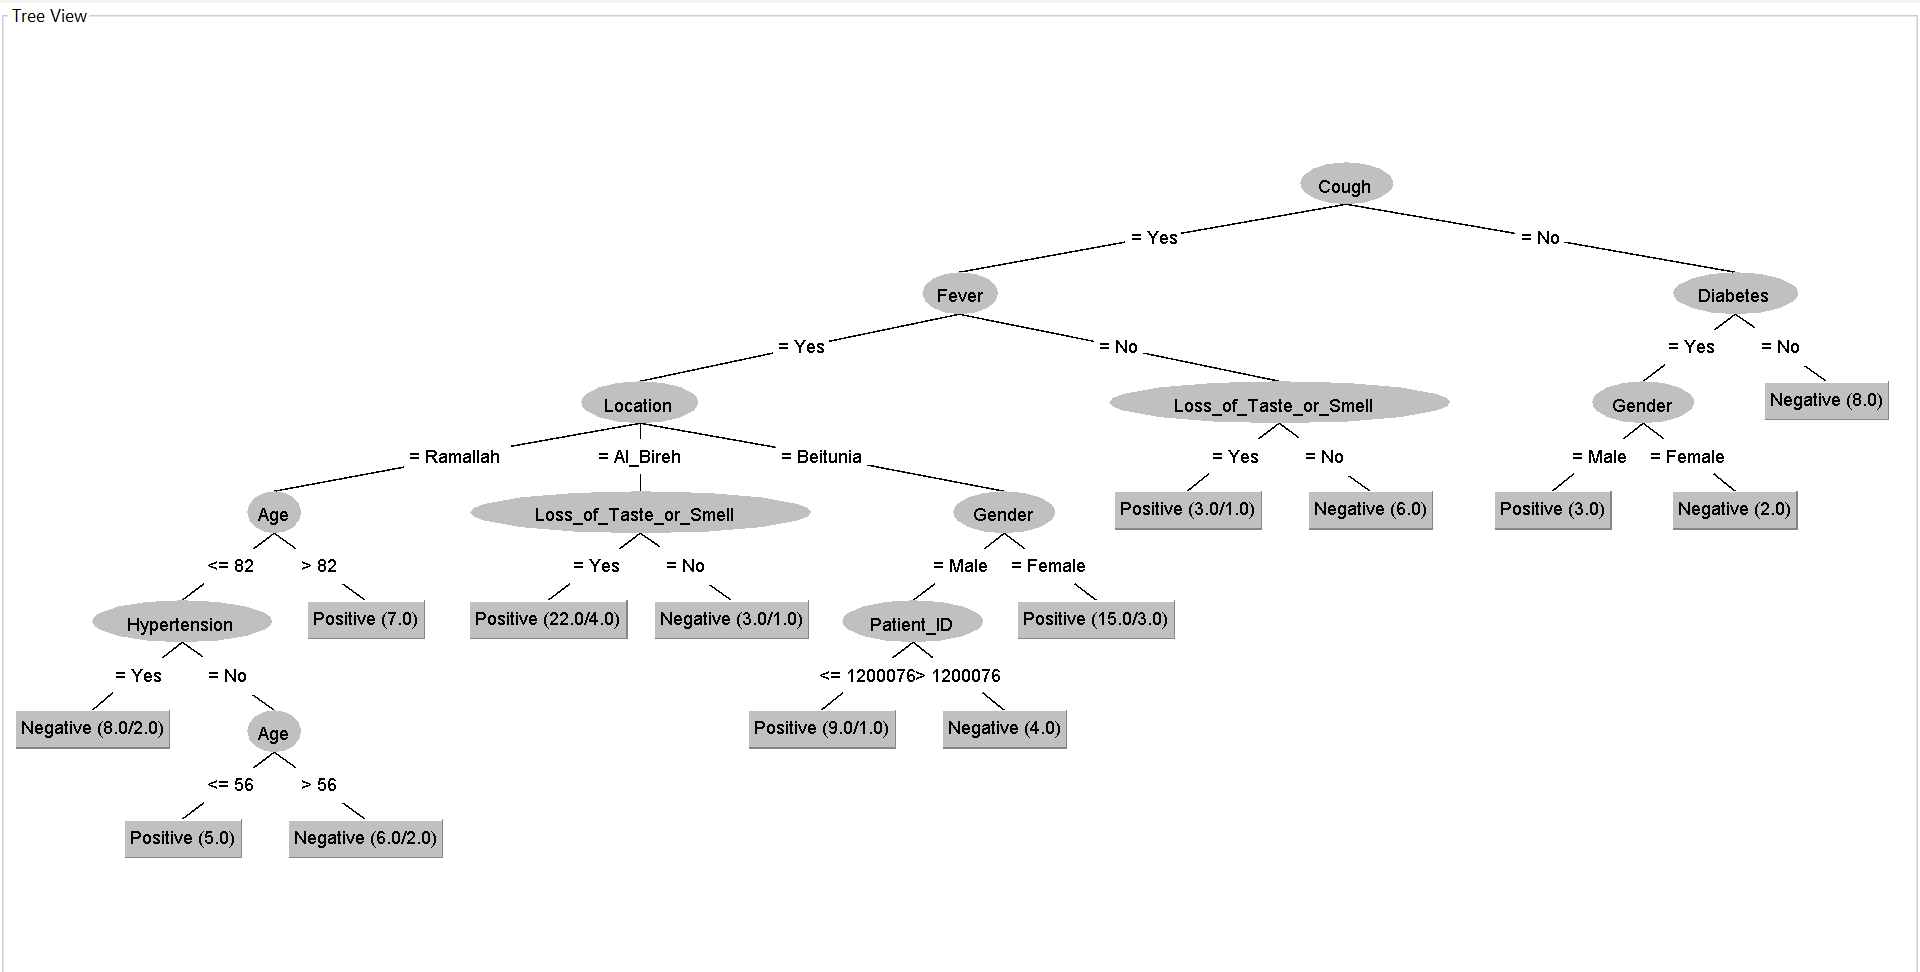 Tree View
Cough
= Yes
= No
Fever
Diabetes
= Yes
= No
= Yes
= No
Location
Loss_of_Taste_or_Smell
Gender
Negative (8.0)
= Ramallah
= Al_Bireh
= Beitunia
= Yes
= No
= Male
= Female
Age
Loss_of_Taste_or_Smell
Gender
Positive (3.0/1.0)
Negative (6.0)
Positive (3.0)
Negative (2.0)
<= 82
> 82
= Yes
= No
= Male
= Female
Hypertension
Positive (7.0)
Positive (22.0/4.0)
Negative (3.0/1.0)
Patient_ID
Positive (15.0/3.0)
= Yes
= No
<= 1200076
> 1200076
Negative (8.0/2.0)
Age
Positive (9.0/1.0)
Negative (4.0)
<= 56
> 56
Positive (5.0)
Negative (6.0/2.0)